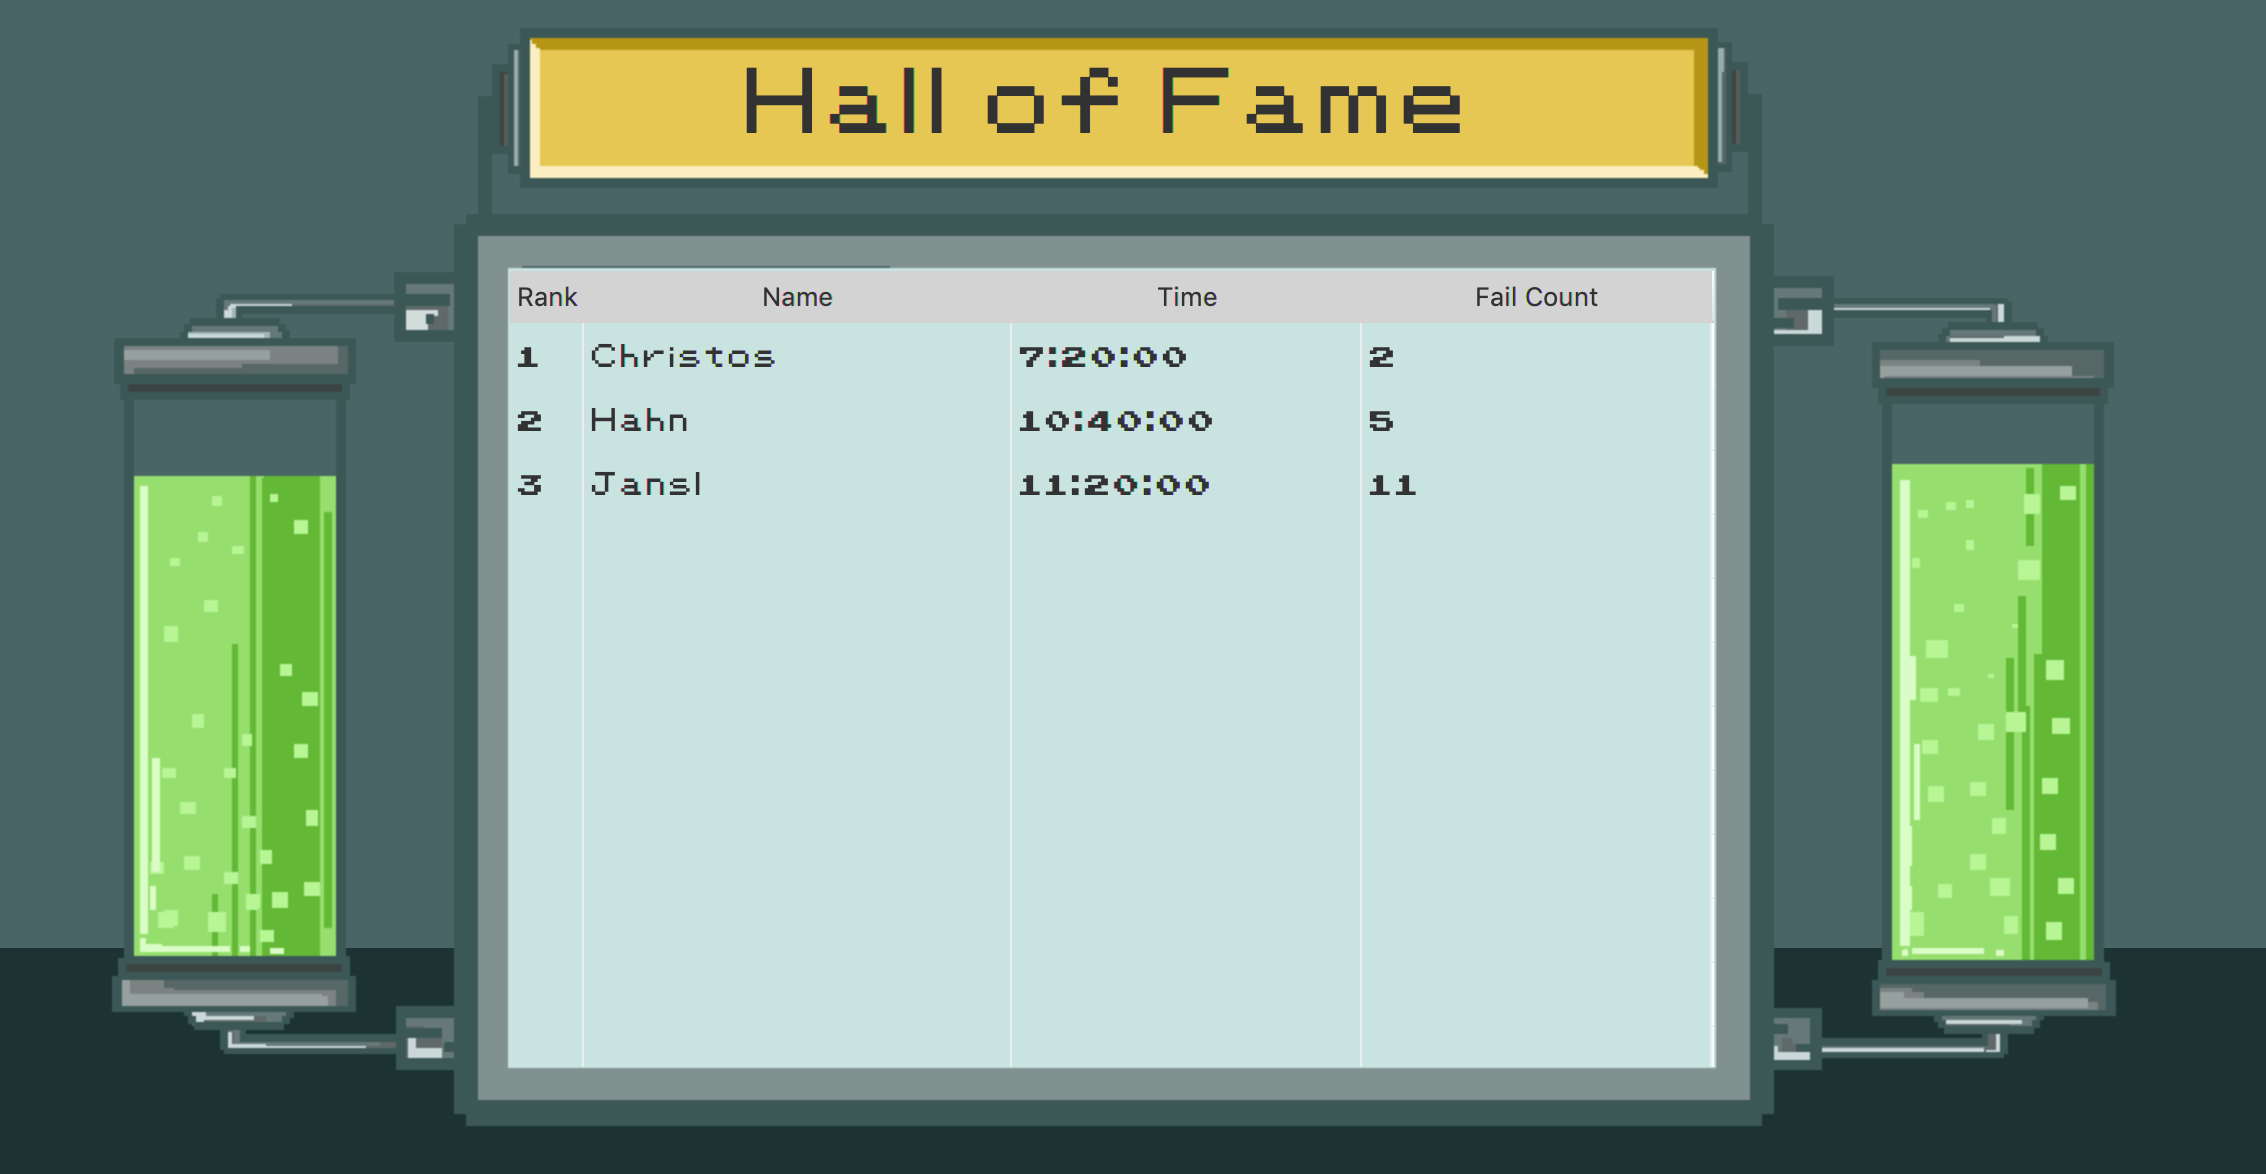 Hall of Fame
Rank Name Time Fail Count
1 Christos 7:20:00 2
2 Hahn 10:40:00 5
3 Jansl 11:20:00 11